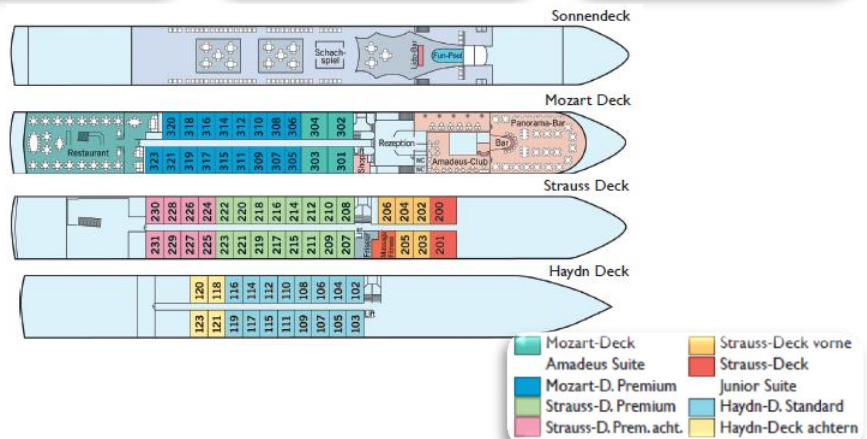 Sonnendeck
Schach-
spiel
Lido-Bar
Fun-Pool
Mozart Deck
320 318 316 314 312 310 308 306 304 302
Restaurant
Rezeption
Panorama-Bar
Bar
Amadeus-Club
WC
WC
Shop
323 321 319 317 315 311 309 307 305 303 301
Strauss Deck
230 228 226 224 222 220 218 216 214 212 210 208 206 204 202 200
Lift
Friseur
Massage
Fitness
231 229 227 225 223 221 219 217 215 211 209 207 205 203 201
Haydn Deck
120 118 116 114 112 110 108 106 104 102
Lift
123 121 119 117 115 111 109 107 105 103
Mozart-Deck
Amadeus Suite
Mozart-D. Premium
Strauss-D. Premium
Strauss-D. Prem. acht.
Strauss-Deck vorne
Strauss-Deck
Junior Suite
Haydn-D. Standard
Haydn-Deck achtern